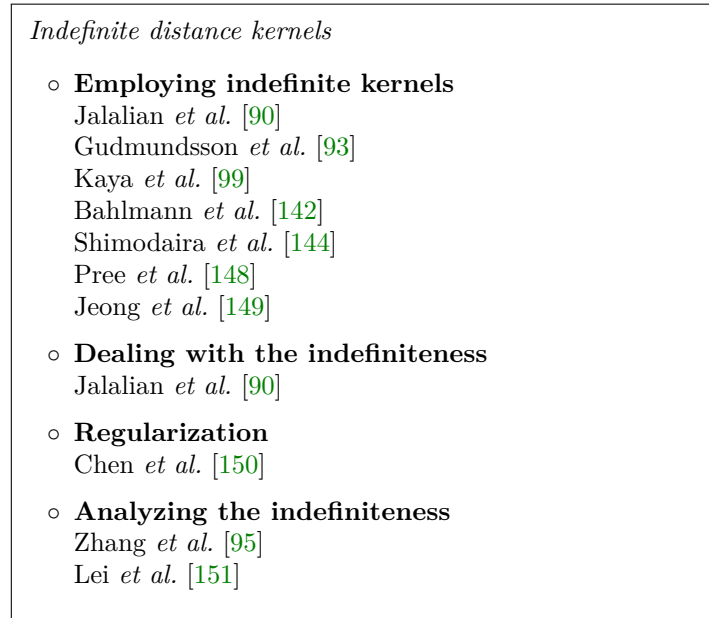 Indefinite distance kernels
◦ Employing indefinite kernels
Jalalian et al. [90]
Gudmundsson et al. [93]
Kaya et al. [99]
Bahlmann et al. [142]
Shimodaira et al. [144]
Pree et al. [148]
Jeong et al. [149]
◦ Dealing with the indefiniteness
Jalalian et al. [90]
◦ Regularization
Chen et al. [150]
◦ Analyzing the indefiniteness
Zhang et al. [95]
Lei et al. [151]